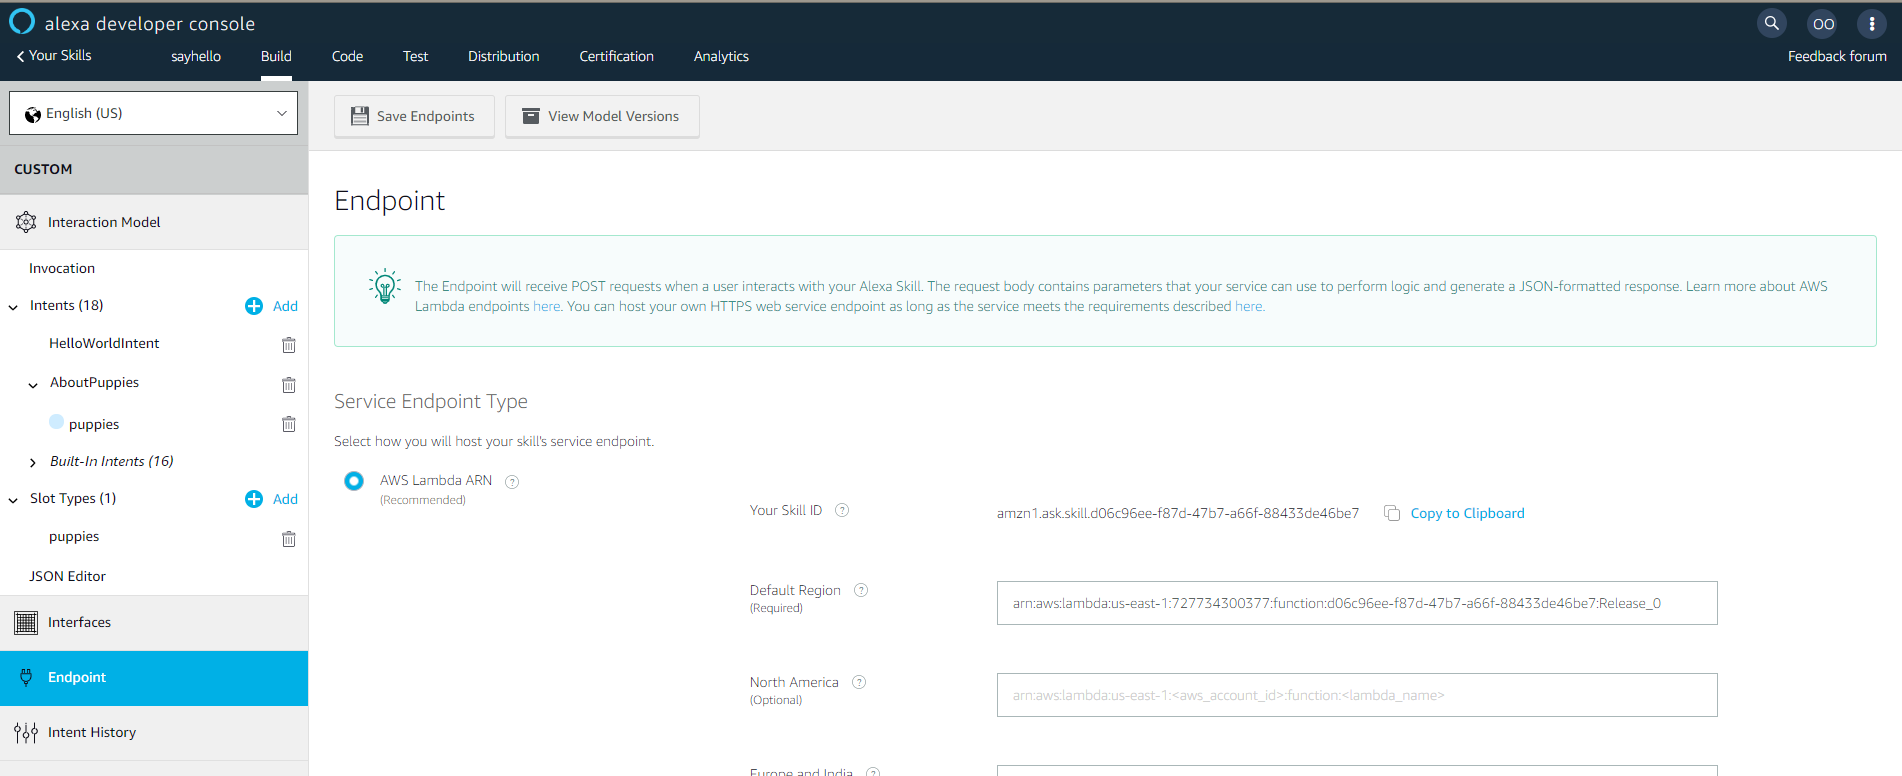 alexa developer console
OO
Your Skills
sayhello
Build
Code
Test
Distribution
Certification
Analytics
Feedback forum
English (US)
Save Endpoints
View Model Versions
CUSTOM
Interaction Model
Invocation
Intents (18)
Add
HelloWorldIntent
AboutPuppies
puppies
Built-In Intents (16)
Slot Types (1)
Add
puppies
JSON Editor
Interfaces
Endpoint
Intent History
Endpoint
The Endpoint will receive POST requests when a user interacts with your Alexa Skill. The request body contains parameters that your service can use to perform logic and generate a JSON-formatted response. Learn more about AWS
Lambda endpoints here. You can host your own HTTPS web service endpoint as long as the service meets the requirements described here.
Service Endpoint Type
Select how you will host your skill's service endpoint.
AWS Lambda ARN ?
(Recommended)
Your Skill ID ?
amzn1.ask.skill.d06c96ee-f87d-47b7-a66f-88433de46be7
Copy to Clipboard
Default Region ?
(Required)
arn:aws:lambda:us-east-1:727734300377:function:d06c96ee-f87d-47b7-a66f-88433de46be7:Release_0
North America ?
(Optional)
arn:aws:lambda:us-east-1:<aws_account_id>:function:<lambda_name>
Europe and India ?